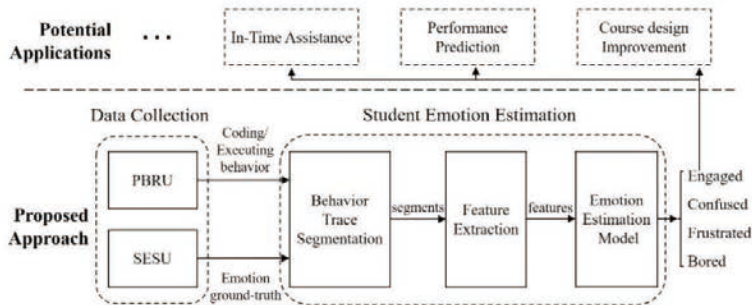 Potential
Applications
...
In-Time Assistance
Performance
Prediction
Course design
Improvement
Data Collection
Student Emotion Estimation
Proposed
Approach
PBRU
SESU
Coding/
Executing
behavior
Emotion
ground-truth
Behavior
Trace
Segmentation
segments
Feature
Extraction
features
Emotion
Estimation
Model
Engaged
Confused
Frustrated
Bored